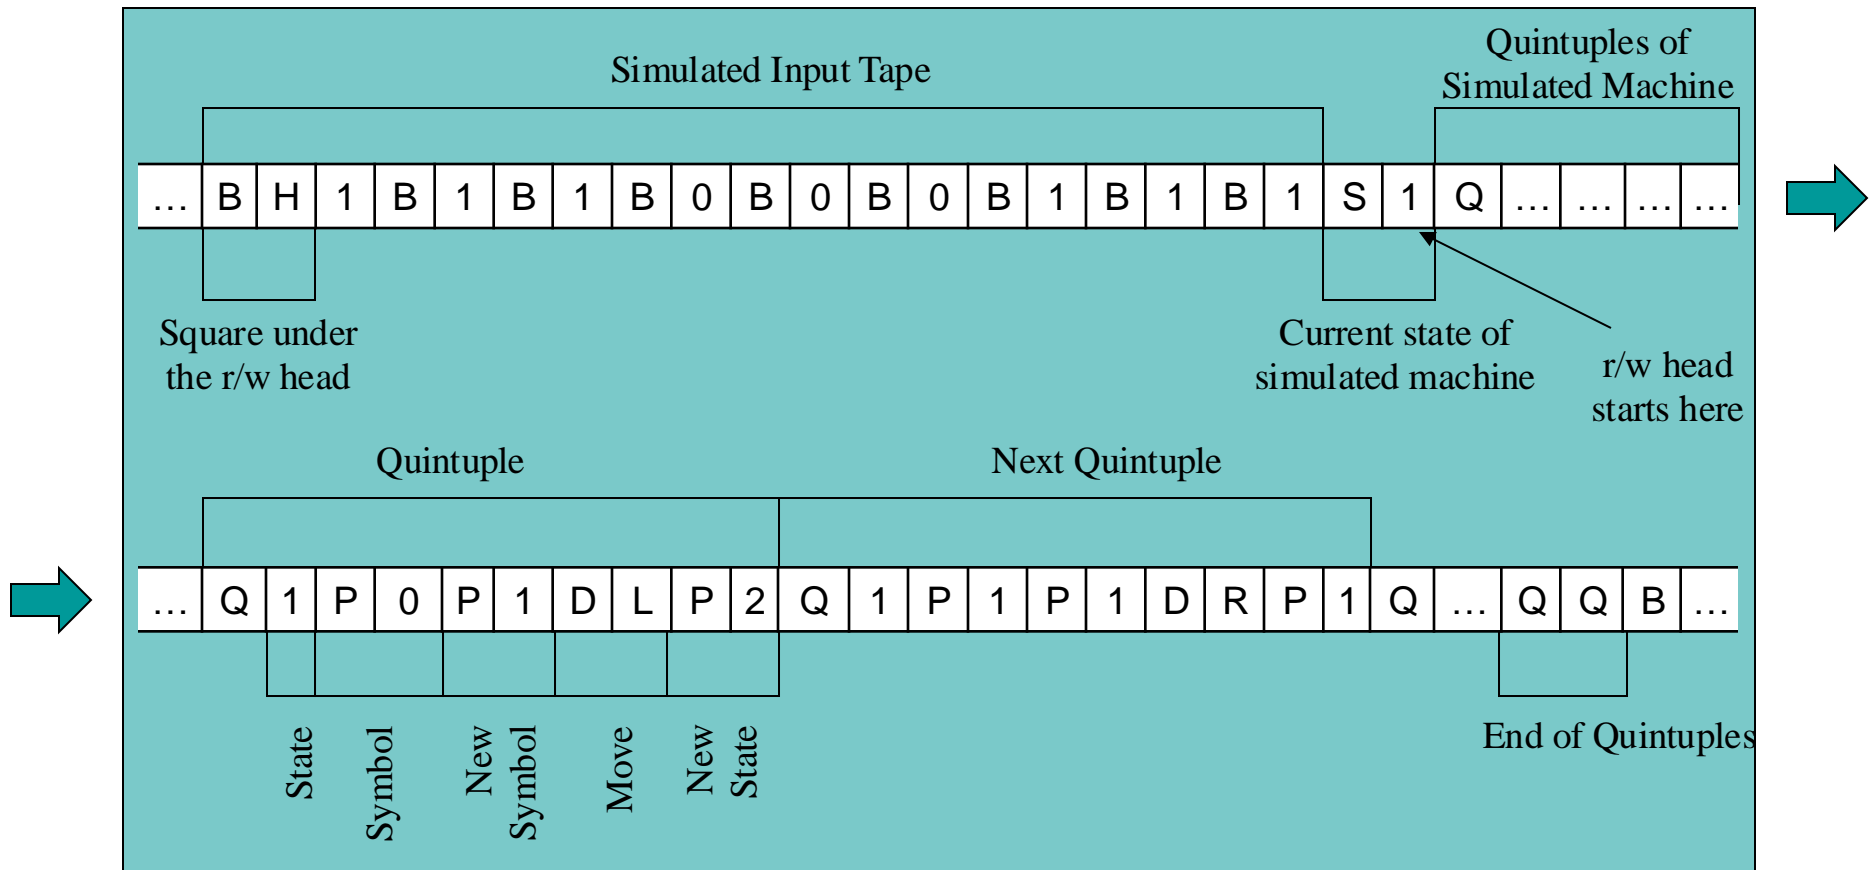 Quintuples of
Simulated Machine
Simulated Input Tape
... B H 1 B 1 B 1 B 0 B 0 B 0 B 1 B 1 B 1 S 1 Q ... ... ... ...
Square under
the r/w head
Current state of
simulated machine
r/w head
starts here
Quintuple
Next Quintuple
... Q 1 P 0 P 1 D L P 2 Q 1 P 1 P 1 D R P 1 Q ... Q Q B ...
State
Symbol
New
Symbol
Move
New
State
End of Quintuples